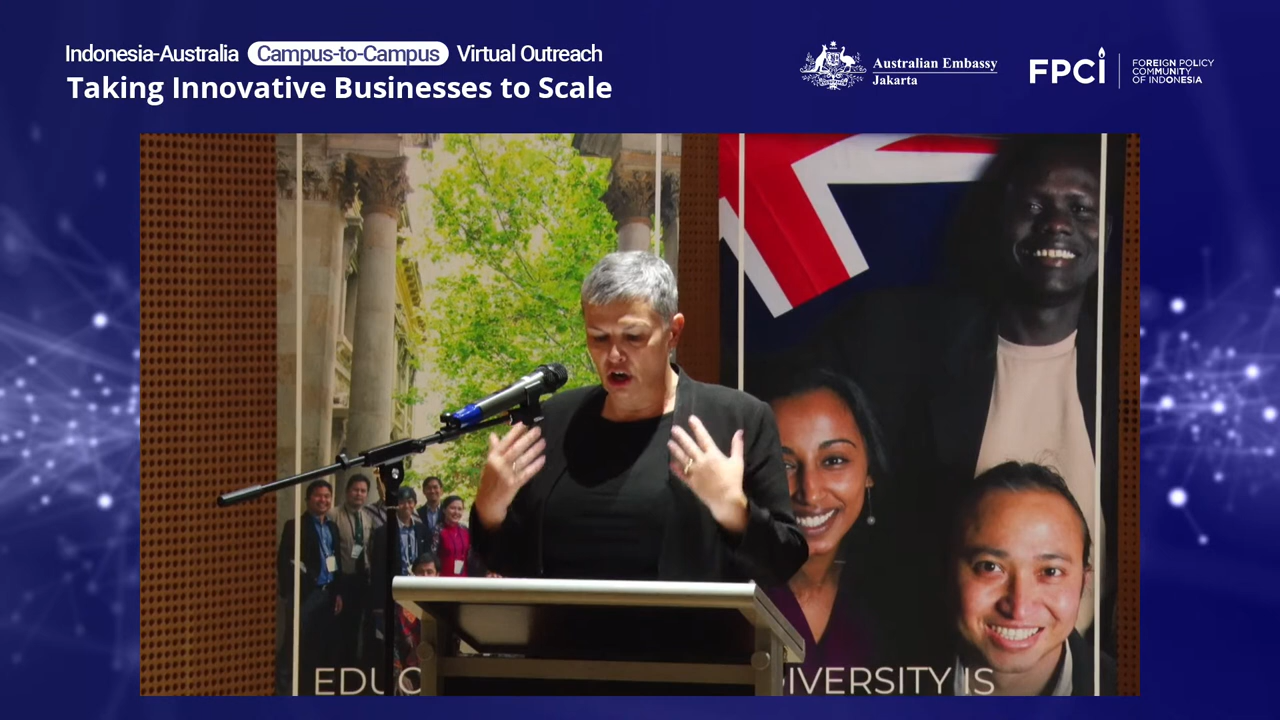 Indonesia-Australia Campus-to-Campus Virtual Outreach
Taking Innovative Businesses to Scale
Australian Embassy
Jakarta
FPCI
FOREIGN POLICY
COMMUNITY
OF INDONESIA
IVERSITY IS